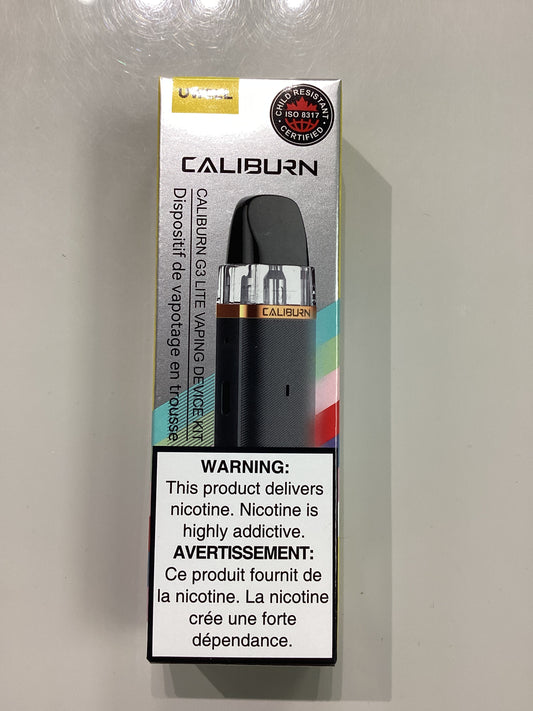 UWELL
CHILD RESISTANT
ISO 8317
CERTIFIED
CALIBURN
CALIBURN G3 LITE VAPING DEVICE KIT
Dispositif de vapotage en trousse
CALIBURN
WARNING:
This product delivers
nicotine. Nicotine is
highly addictive.
AVERTISSEMENT:
Ce produit fournit de
la nicotine. La nicotine
crée une forte
dépendance.